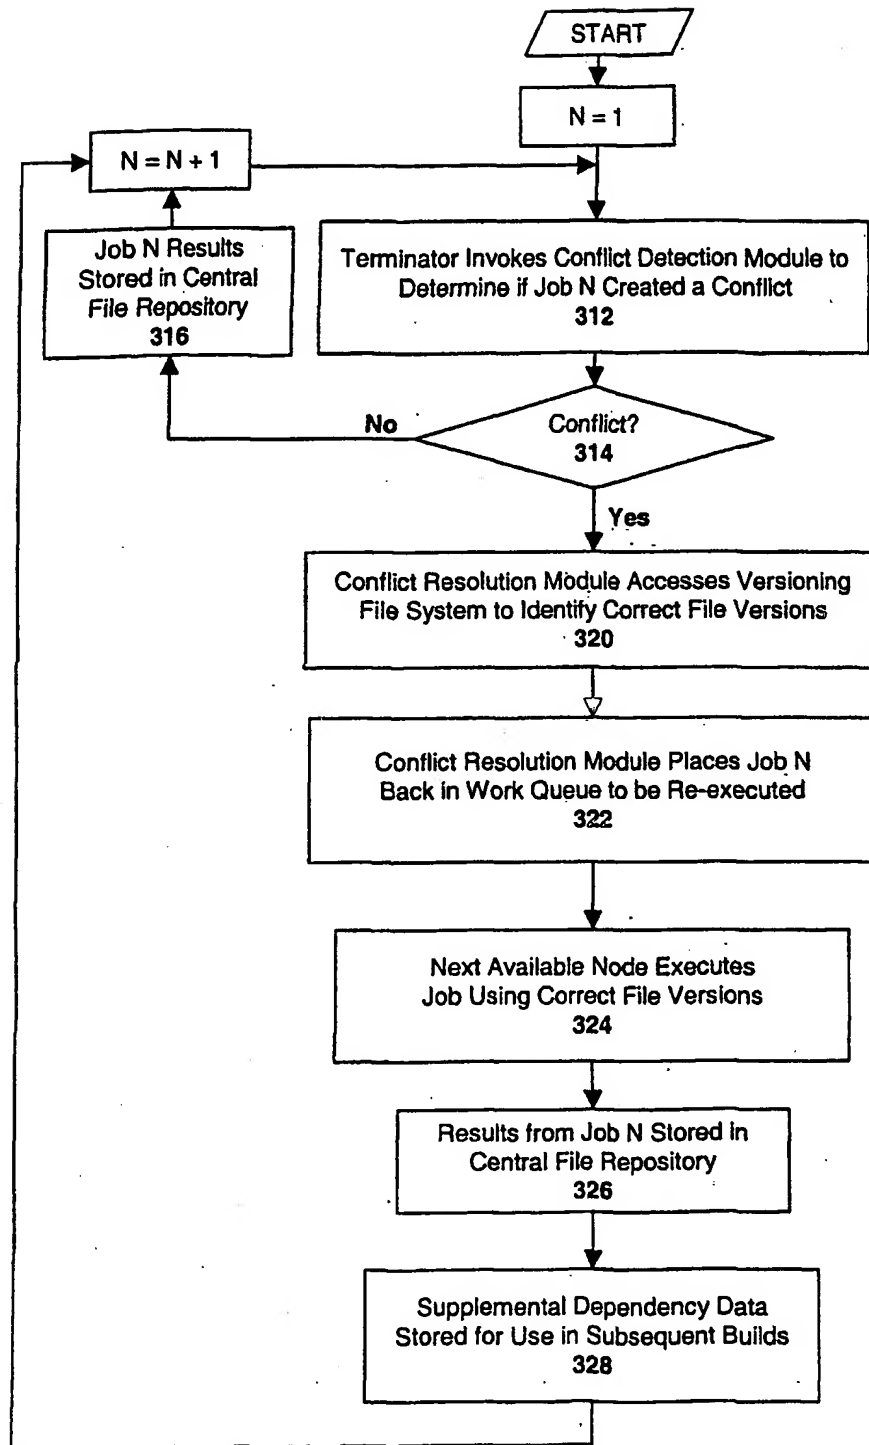 START
N = 1
N = N + 1
Job N Results
Stored in Central
File Repository
316
Terminator Invokes Conflict Detection Module to
Determine if Job N Created a Conflict
312
Conflict?
314
No
Yes
Conflict Resolution Module Accesses Versioning
File System to Identify Correct File Versions
320
Conflict Resolution Module Places Job N
Back in Work Queue to be Re-executed
322
Next Available Node Executes
Job Using Correct File Versions
324
Results from Job N Stored in
Central File Repository
326
Supplemental Dependency Data
Stored for Use in Subsequent Builds
328